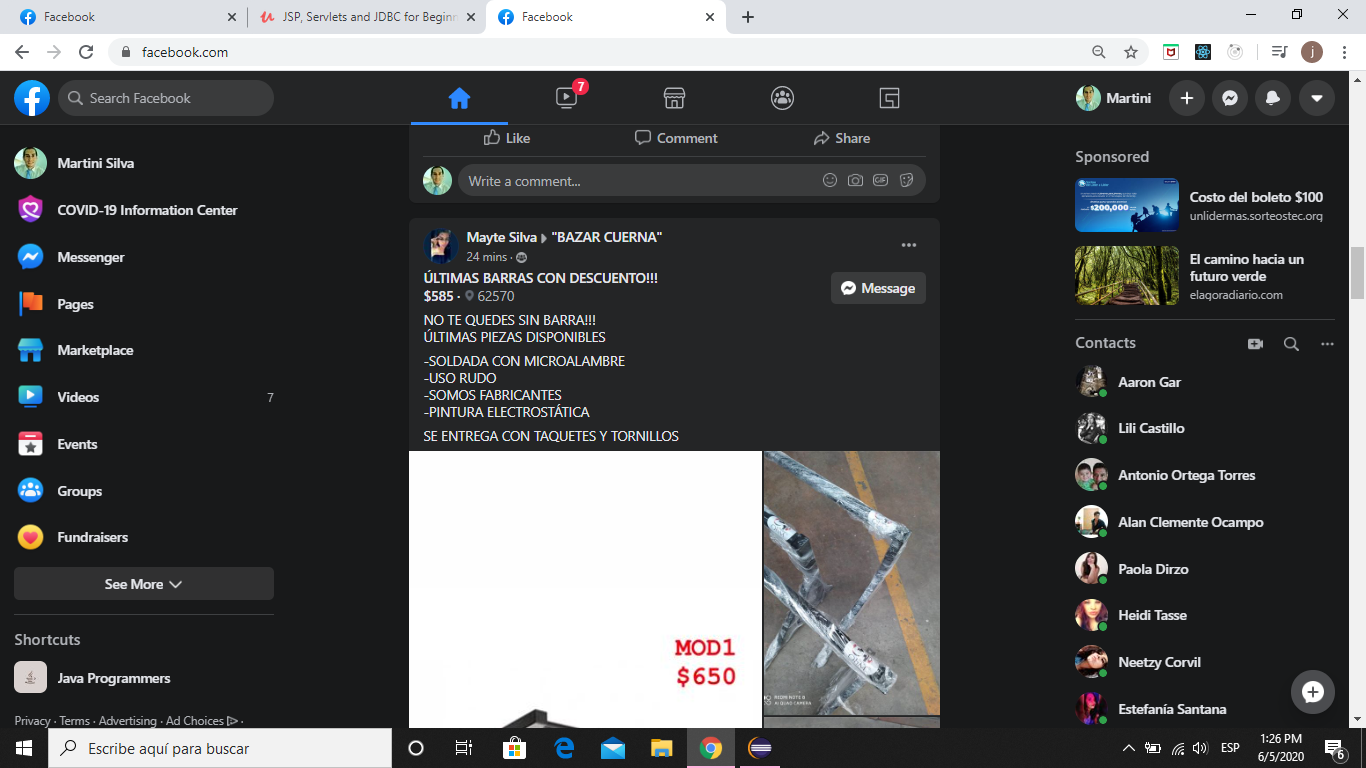 Facebook
JSP, Servlets and JDBC for Beginn
Facebook
facebook.com
j
Search Facebook
7
Martini
Martini Silva
COVID-19 Information Center
Messenger
Pages
Marketplace
Videos
7
Events
Groups
Fundraisers
See More
Shortcuts
Java Programmers
Privacy · Terms · Advertising · Ad Choices ·
Like
Comment
Share
Write a comment...
GIF
Mayte Silva "BAZAR CUERNA"
24 mins ·
ÚLTIMAS BARRAS CON DESCUENTO!!!
$585 · 62570
Message
NO TE QUEDES SIN BARRA!!!
ÚLTIMAS PIEZAS DISPONIBLES
-SOLDADA CON MICROALAMBRE
-USO RUDO
-SOMOS FABRICANTES
-PINTURA ELECTROSTÁTICA
SE ENTREGA CON TAQUETES Y TORNILLOS
MOD1
$650
REDMI NOTE 8
AI QUAD CAMERA
Sponsored
$200,000
Costo del boleto $100
unlidermas.sorteostec.org
El camino hacia un
futuro verde
elagoradiario.com
Contacts
Aaron Gar
Lili Castillo
Antonio Ortega Torres
Alan Clemente Ocampo
Paola Dirzo
Heidi Tasse
Neetzy Corvil
Estefanía Santana
Escribe aquí para buscar
ESP
1:26 PM
6/5/2020
6